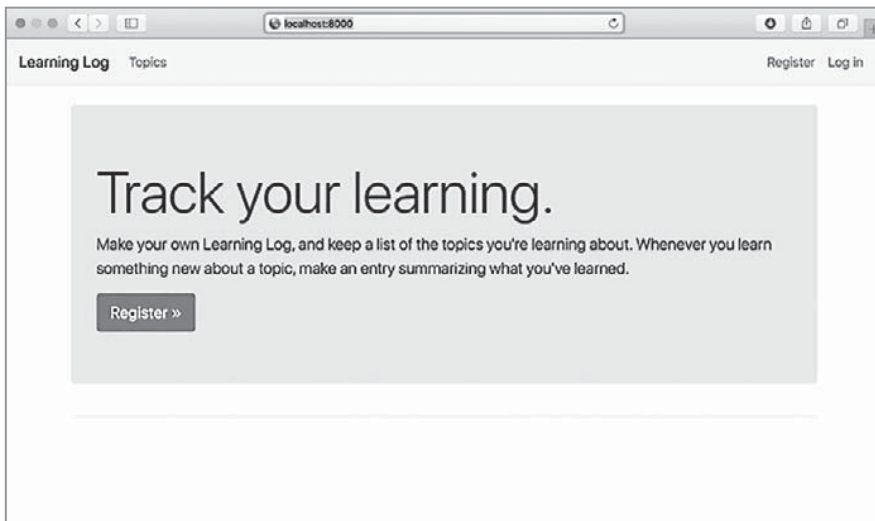 localhost:8000
Learning Log Topics Register Log in
Track your learning.
Make your own Learning Log, and keep a list of the topics you're learning about. Whenever you learn
something new about a topic, make an entry summarizing what you've learned.
Register »